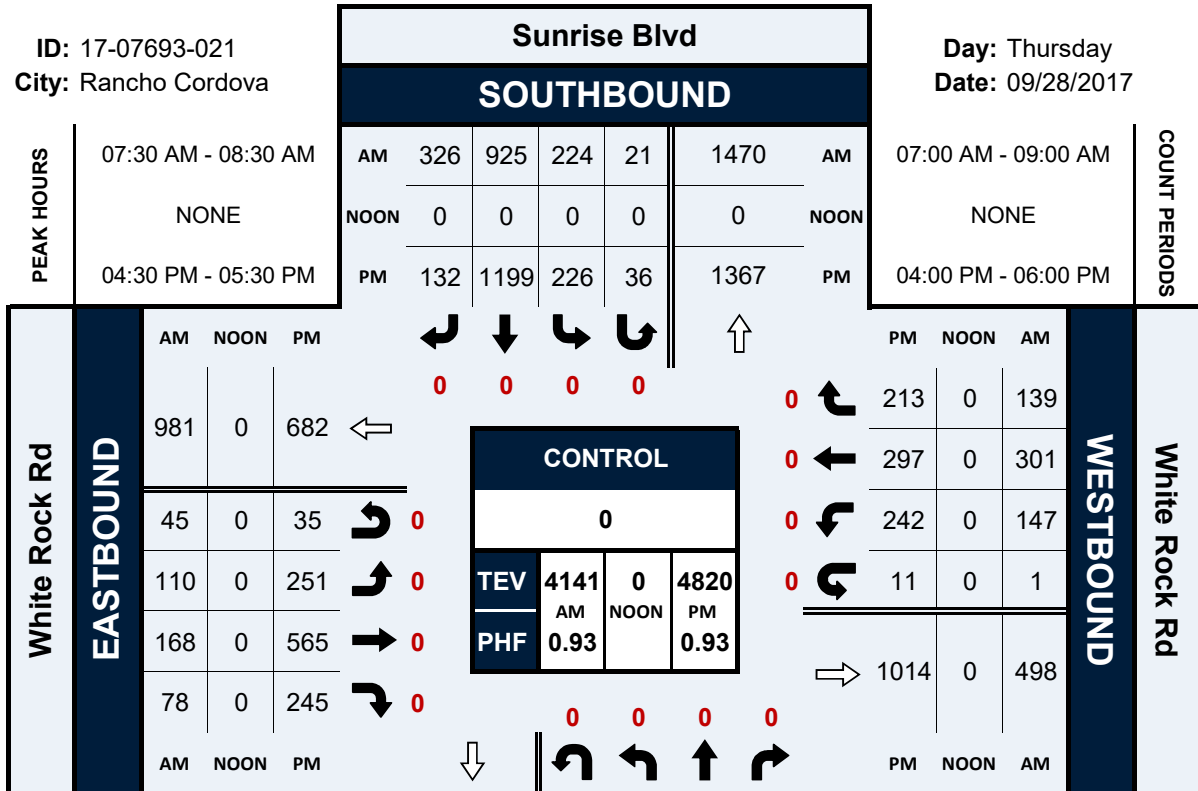 Sunrise Blvd
ID: 17-07693-021
City: Rancho Cordova
Day: Thursday
Date: 09/28/2017
SOUTHBOUND
PEAK HOURS
07:30 AM - 08:30 AM
NONE
04:30 PM - 05:30 PM
AM 326 925 224 21 1470 AM
NOON 0 0 0 0 0 NOON
PM 132 1199 226 36 1367 PM
07:00 AM - 09:00 AM
NONE
04:00 PM - 06:00 PM
COUNT PERIODS
0 0 0 0
White Rock Rd
EASTBOUND
AM NOON PM
981 0 682
45 0 35 0
110 0 251 0
168 0 565 0
78 0 245 0
AM NOON PM
CONTROL
0
TEV 4141 0 4820
AM NOON PM
PHF 0.93 0.93
PM NOON AM
0 213 0 139
0 297 0 301
0 242 0 147
0 11 0 1
1014 0 498
PM NOON AM
WESTBOUND
White Rock Rd
0 0 0 0